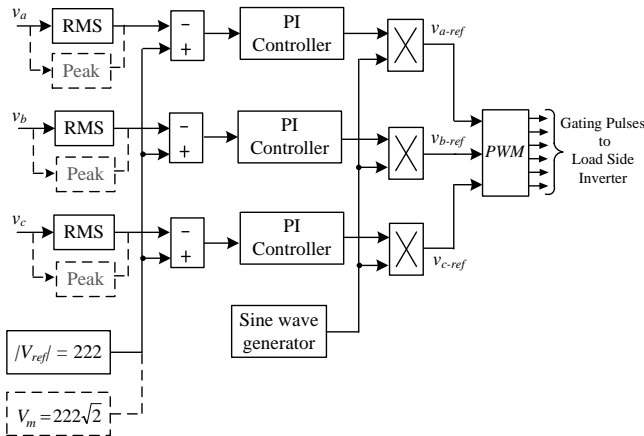 v_a
RMS
Peak
−
+
PI
Controller
v_a-ref
v_b
RMS
Peak
−
+
PI
Controller
v_b-ref
PWM
Gating Pulses
to
Load Side
Inverter
v_c
RMS
Peak
−
+
PI
Controller
v_c-ref
|V_ref| = 222
Sine wave
generator
V_m = 222√2